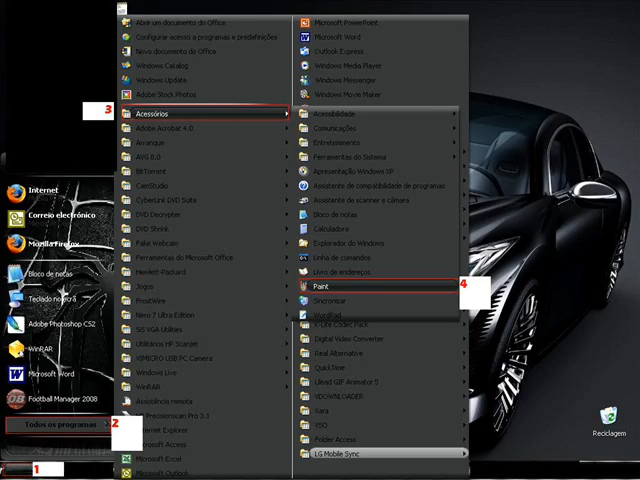 Abrir um documento do Office
Configurar acesso a programas e predefinições
Novo documento do Office
Windows Catalog
Windows Update
Adobe Stock Photos
3
Acessórios
Adobe Acrobat 4.0
Arranque
AVG 8.0
BitTorrent
CamStudio
CyberLink DVD Suite
DVD Decrypter
DVD Shrink
Fake Webcam
Ferramentas do Microsoft Office
Hewlett-Packard
Jogos
FrostWire
Nero 7 Ultra Edition
SiS VGA Utilities
Utilitários HP ScanJet
VIMICRO USB PC Camera
Windows Live
WinRAR
Assistência remota
Precisionscan Pro 3.1
Internet Explorer
Microsoft Access
Microsoft Excel
Microsoft Outlook
Microsoft PowerPoint
Microsoft Word
Outlook Express
Windows Media Player
Windows Messenger
Windows Movie Maker
Acessibilidade
Comunicações
Entretenimento
Ferramentas do Sistema
Apresentação Windows XP
Assistente de compatibilidade de programas
Assistente de scanner e câmara
Bloco de notas
Calculadora
Explorador do Windows
Linha de comandos
Livro de endereços
Paint
4
Sincronizar
WordPad
K-Lite Codec Pack
Digital Video Converter
Real Alternative
QuickTime
Ulead GIF Animator 5
VDOWNLOADER
Xara
YSO
Folder Access
LG Mobile Sync
Internet
Correio electrónico
Mozilla Firefox
Bloco de notas
Teclado no ecrã
Adobe Photoshop CS2
WinRAR
Microsoft Word
Football Manager 2008
Todos os programas
2
1
Reciclagem